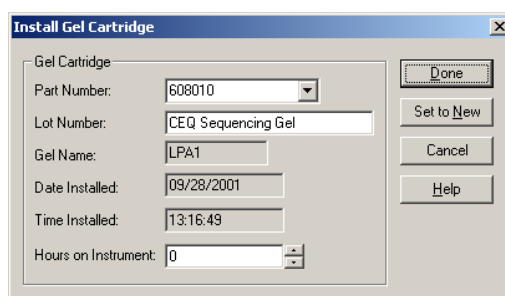 Install Gel Cartridge
Gel Cartridge
Part Number: 608010
Lot Number: CEQ Sequencing Gel
Gel Name: LPA1
Date Installed: 09/28/2001
Time Installed: 13:16:49
Hours on Instrument: 0
Done
Set to New
Cancel
Help